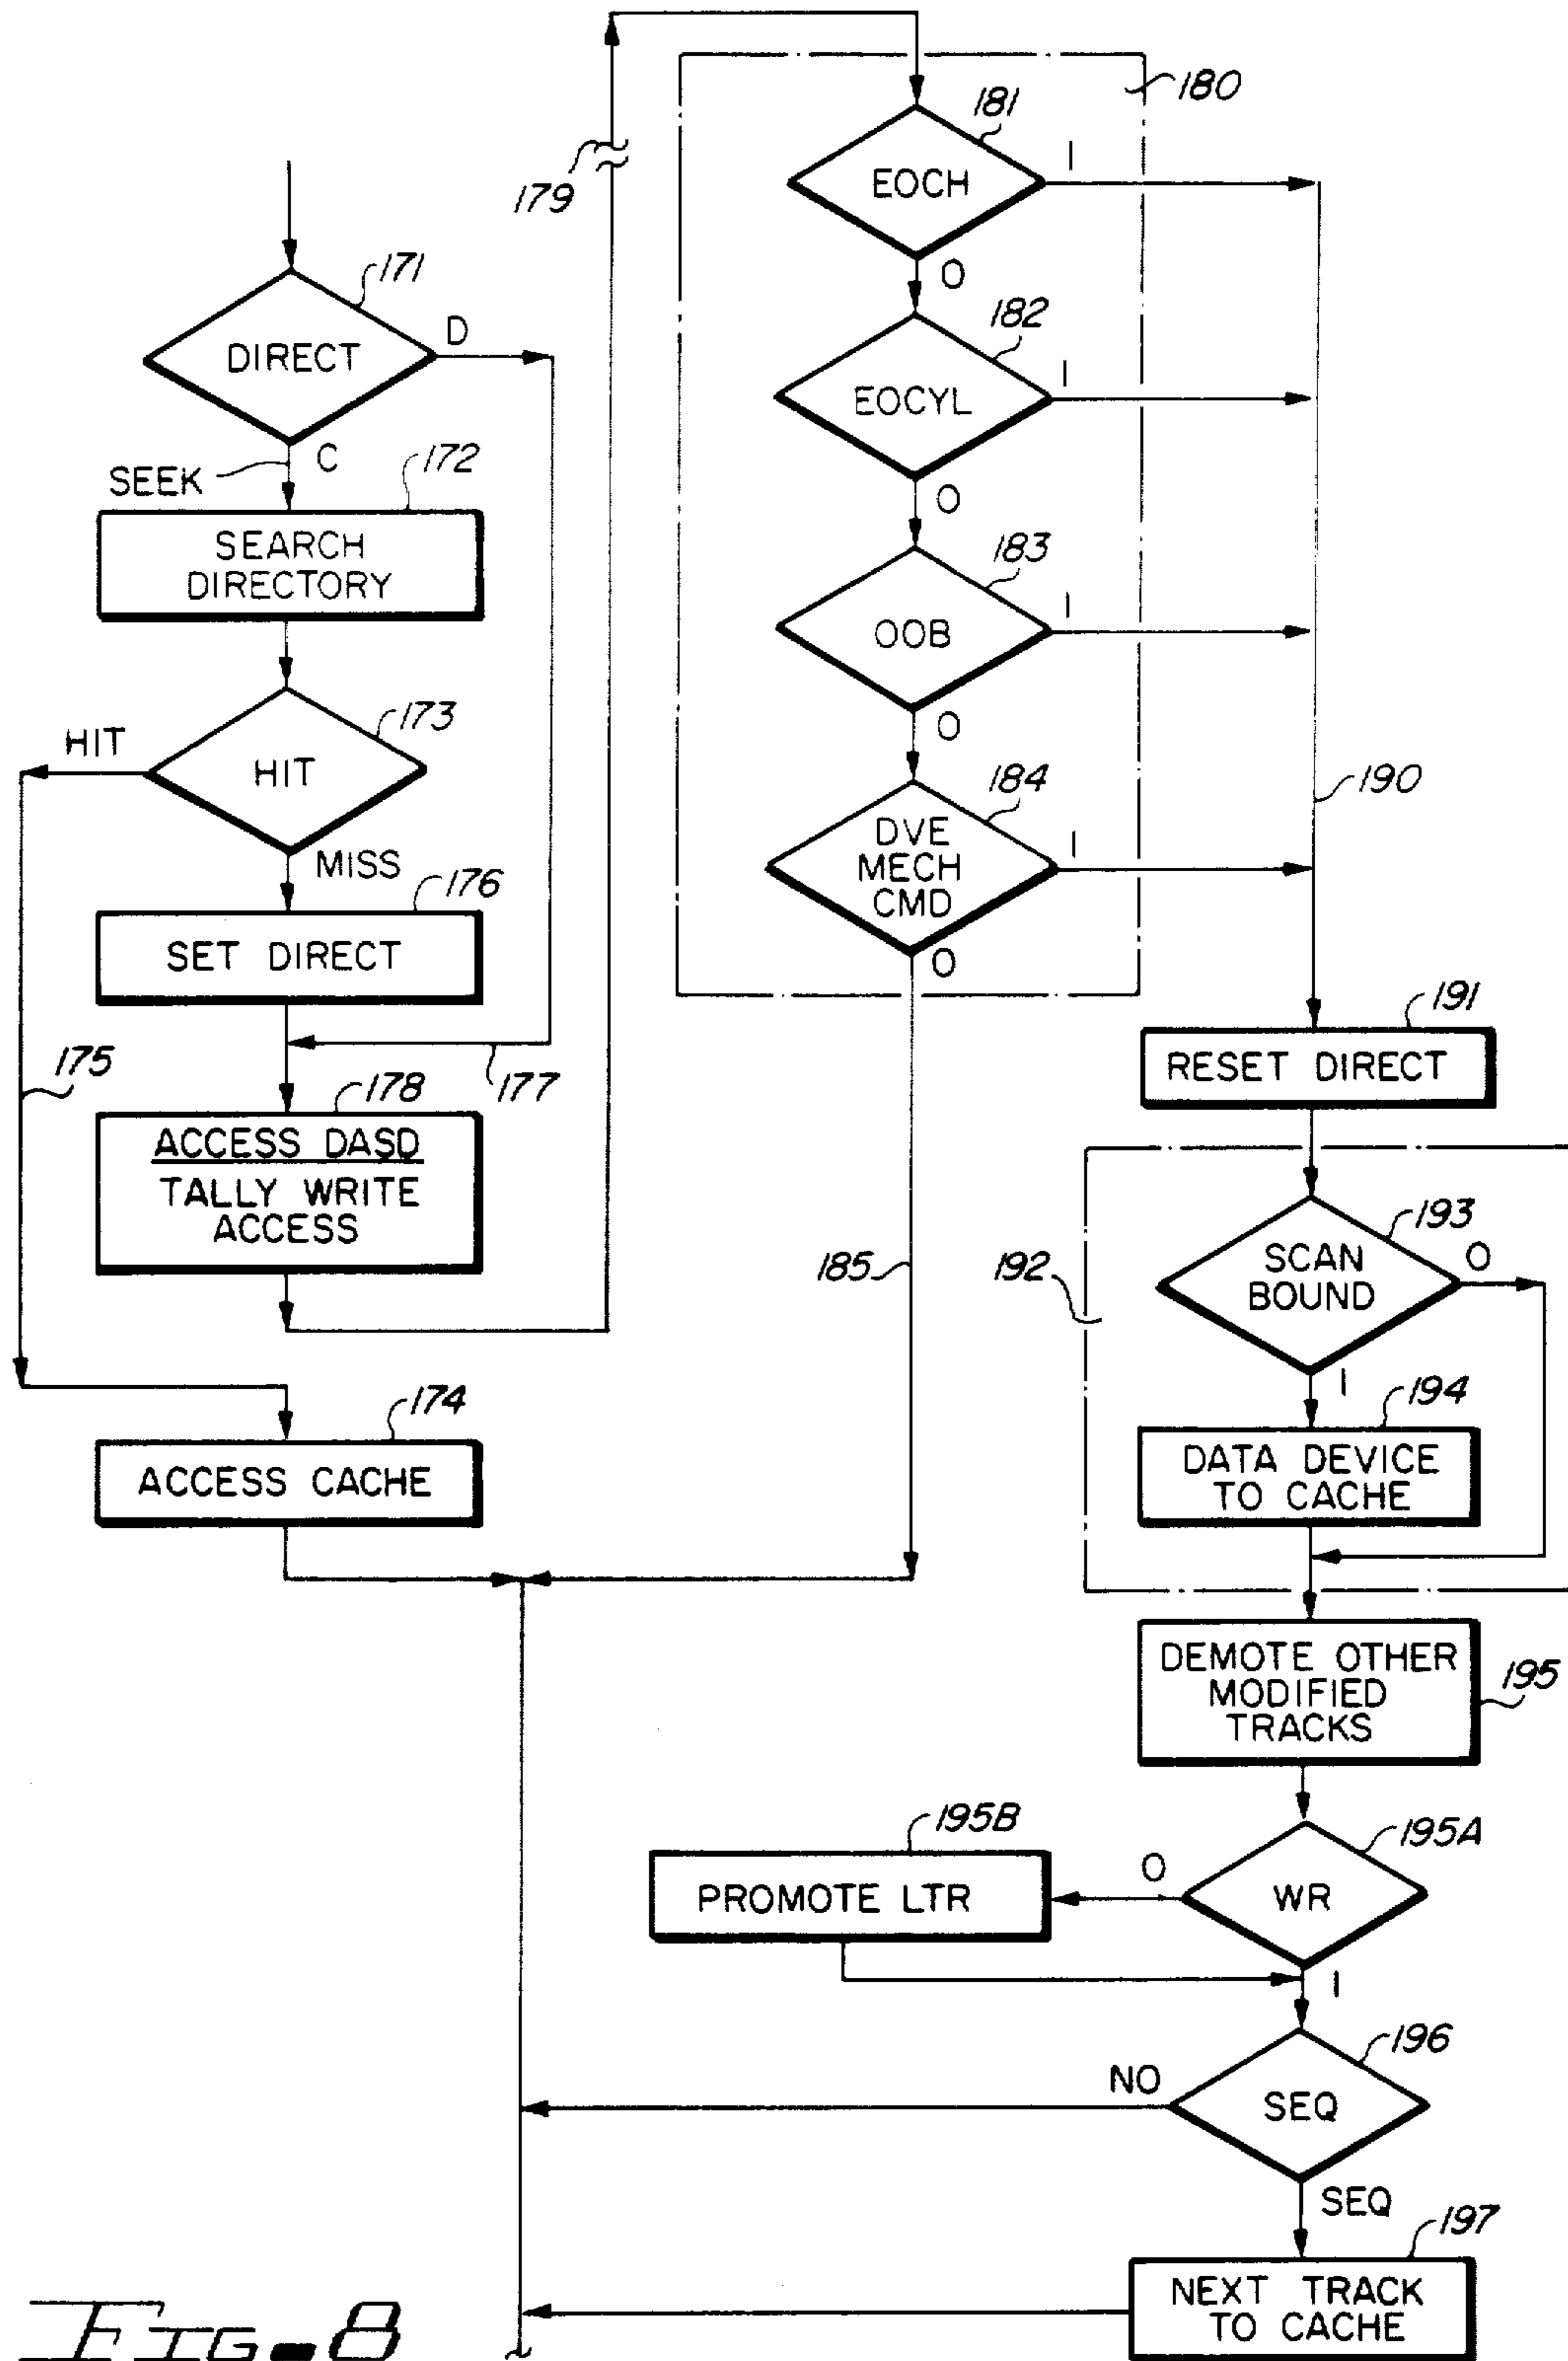 179
180
181
EOCH
1
0
171
DIRECT
D
C
SEEK
172
SEARCH
DIRECTORY
173
HIT
HIT
MISS
176
SET DIRECT
177
175
178
ACCESS DASD
TALLY WRITE
ACCESS
174
ACCESS CACHE
182
EOCYL
1
0
183
OOB
1
0
184
DVE
MECH
CMD
1
0
185
190
191
RESET DIRECT
192
193
SCAN
BOUND
0
1
194
DATA DEVICE
TO CACHE
DEMOTE OTHER
MODIFIED
TRACKS
195
195A
WR
0
1
195B
PROMOTE LTR
196
SEQ
NO
SEQ
197
NEXT TRACK
TO CACHE
FIG-8